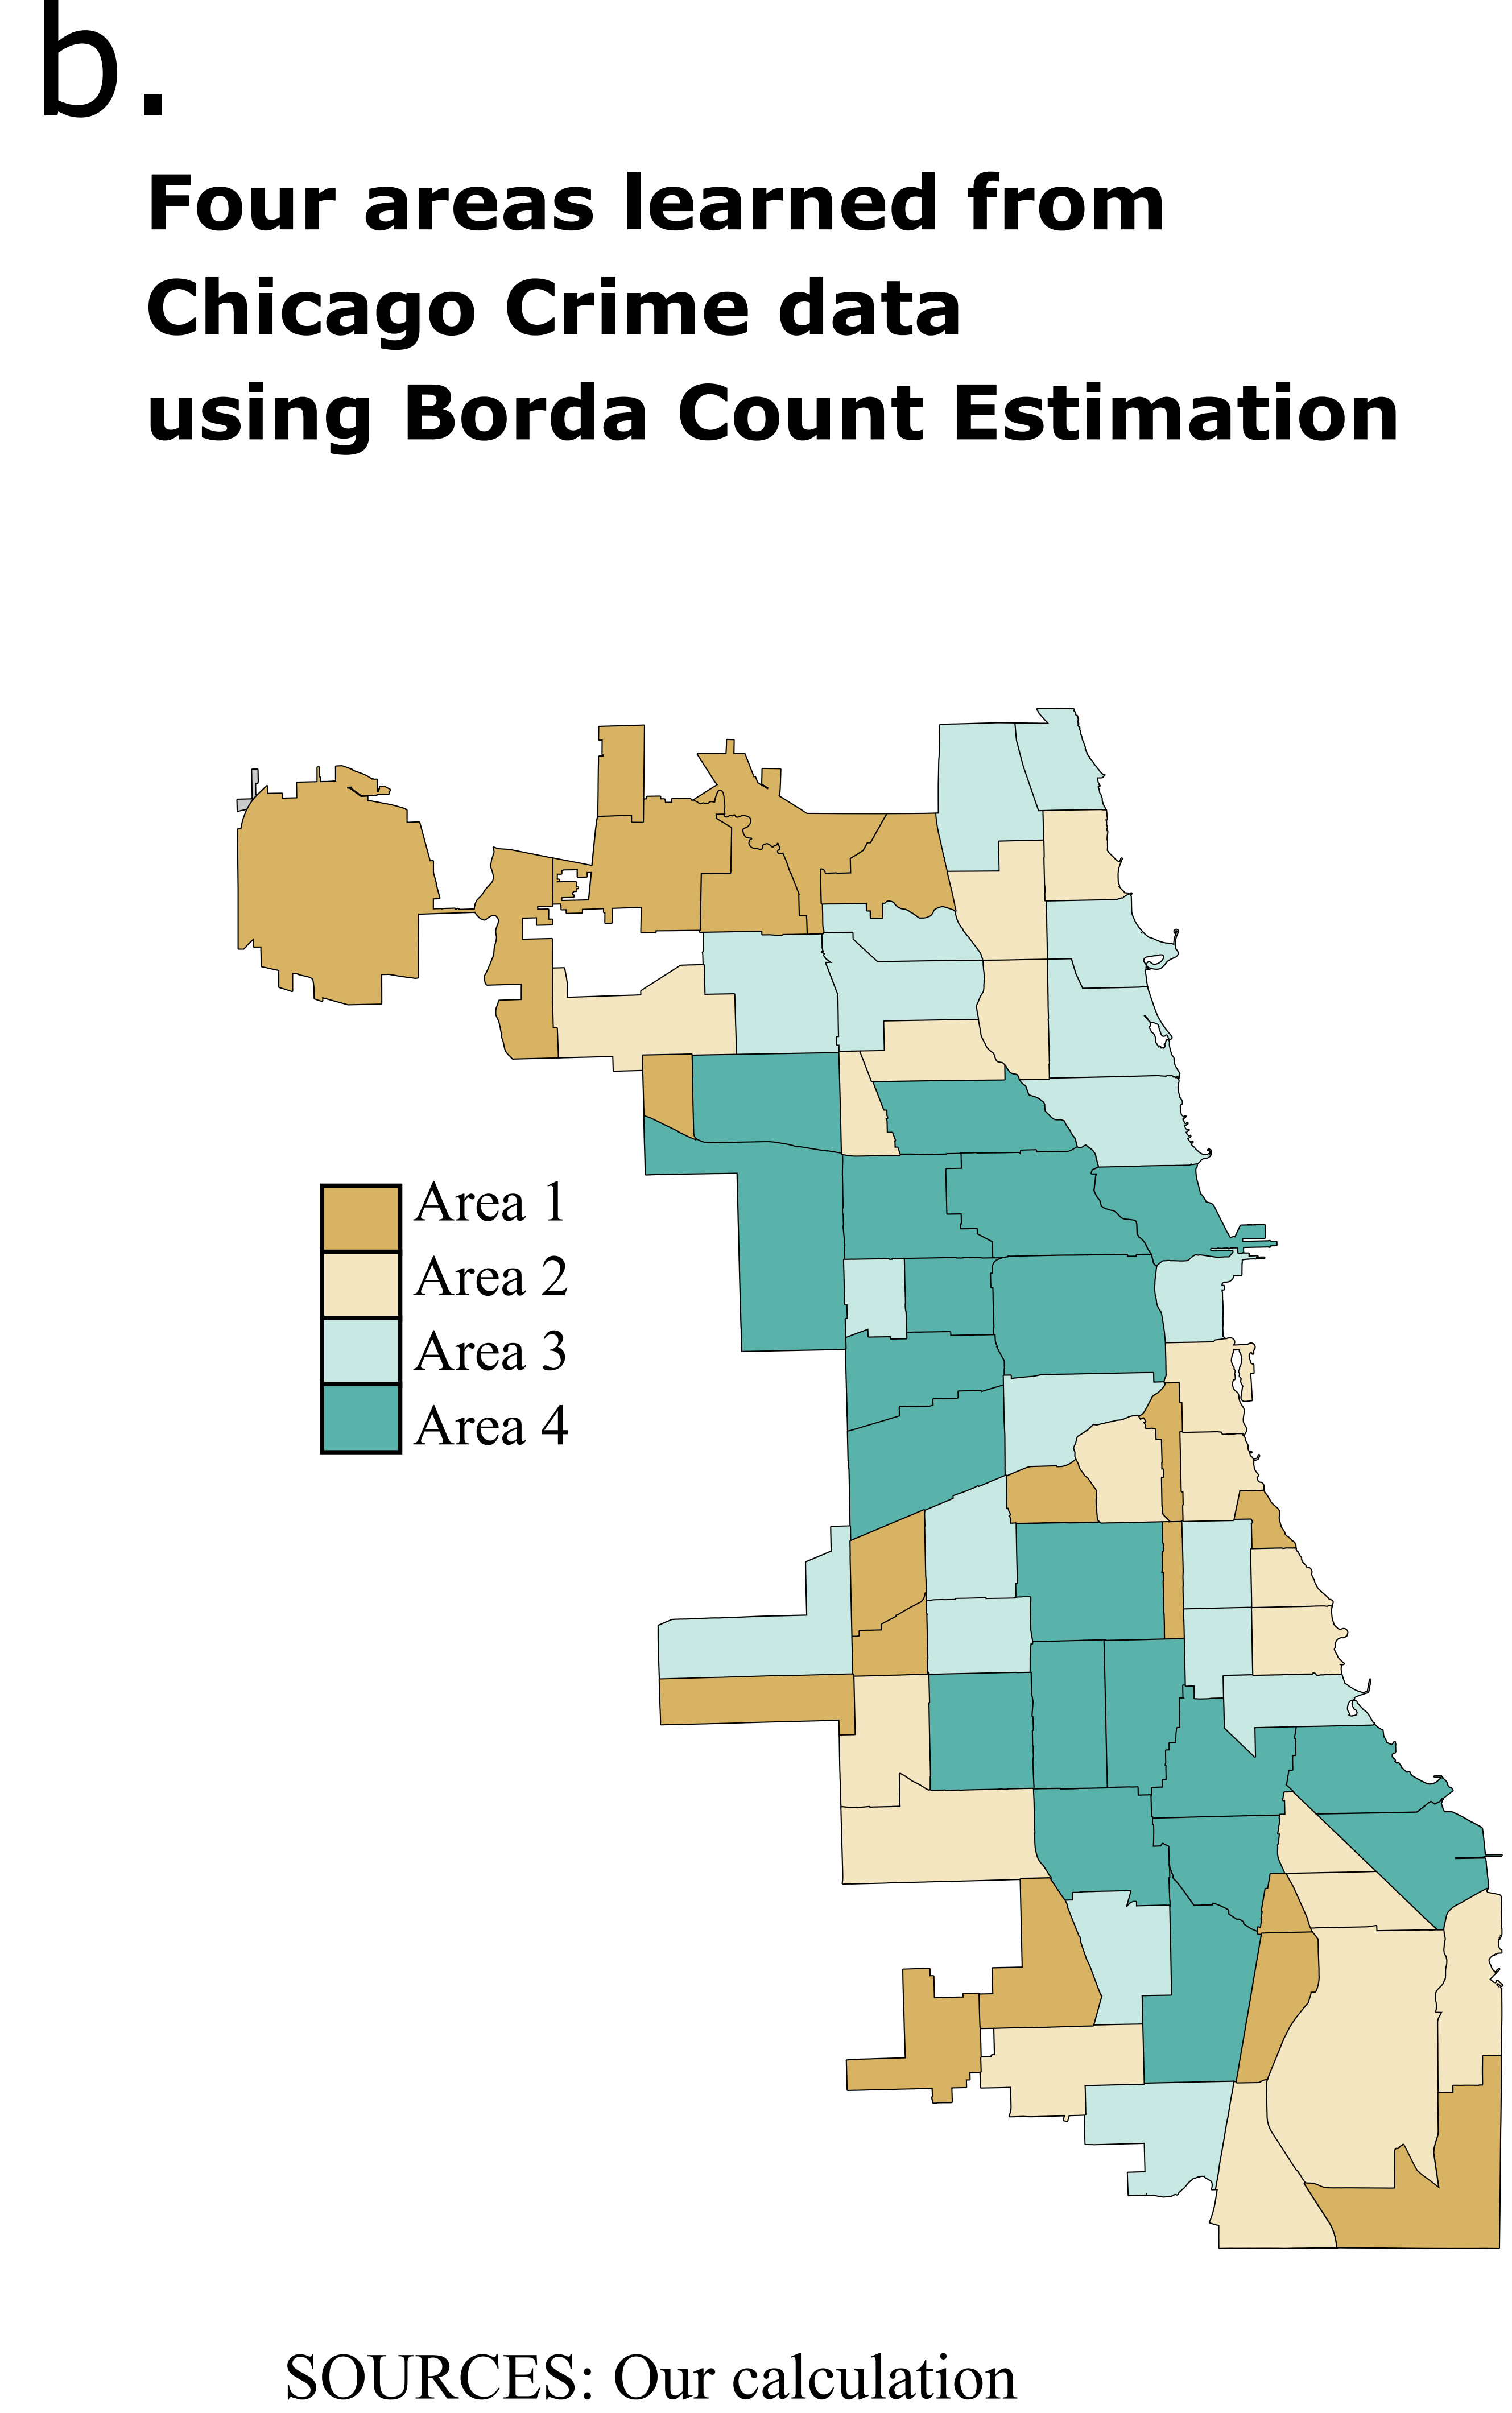 b.
Four areas learned from
Chicago Crime data
using Borda Count Estimation
Area 1
Area 2
Area 3
Area 4
SOURCES: Our calculation